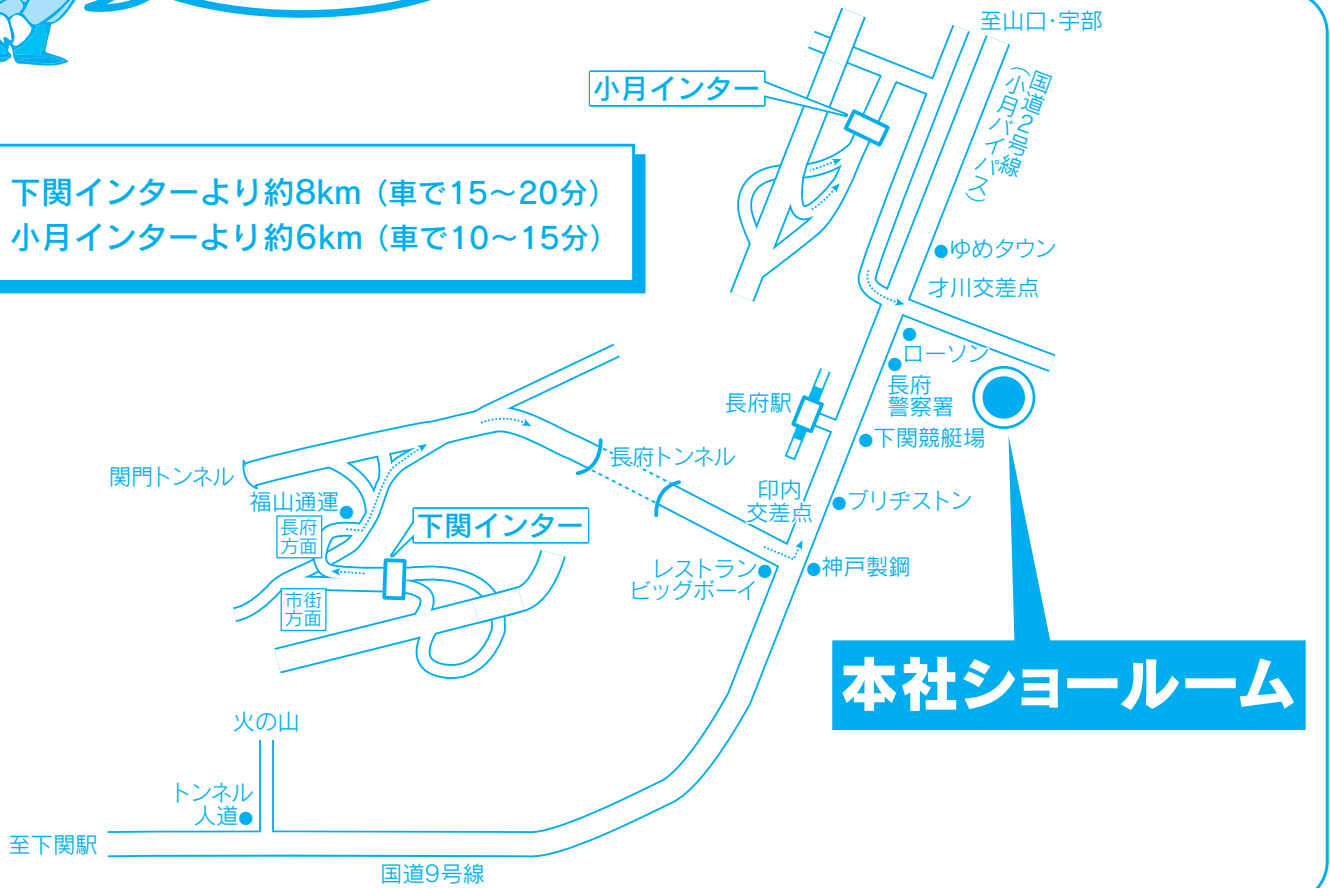 至山口・宇部
小月インター
国道2号線
(小月バイパス)
下関インターより約8km（車で15〜20分）
小月インターより約6km（車で10〜15分）
ゆめタウン
才川交差点
ローソン
長府
警察署
長府駅
下関競艇場
長府トンネル
関門トンネル
福山通運
長府
方面
下関インター
印内
交差点
ブリヂストン
レストラン
ビッグボーイ
神戸製鋼
市街
方面
本社ショールーム
火の山
トンネル
人道
至下関駅
国道9号線